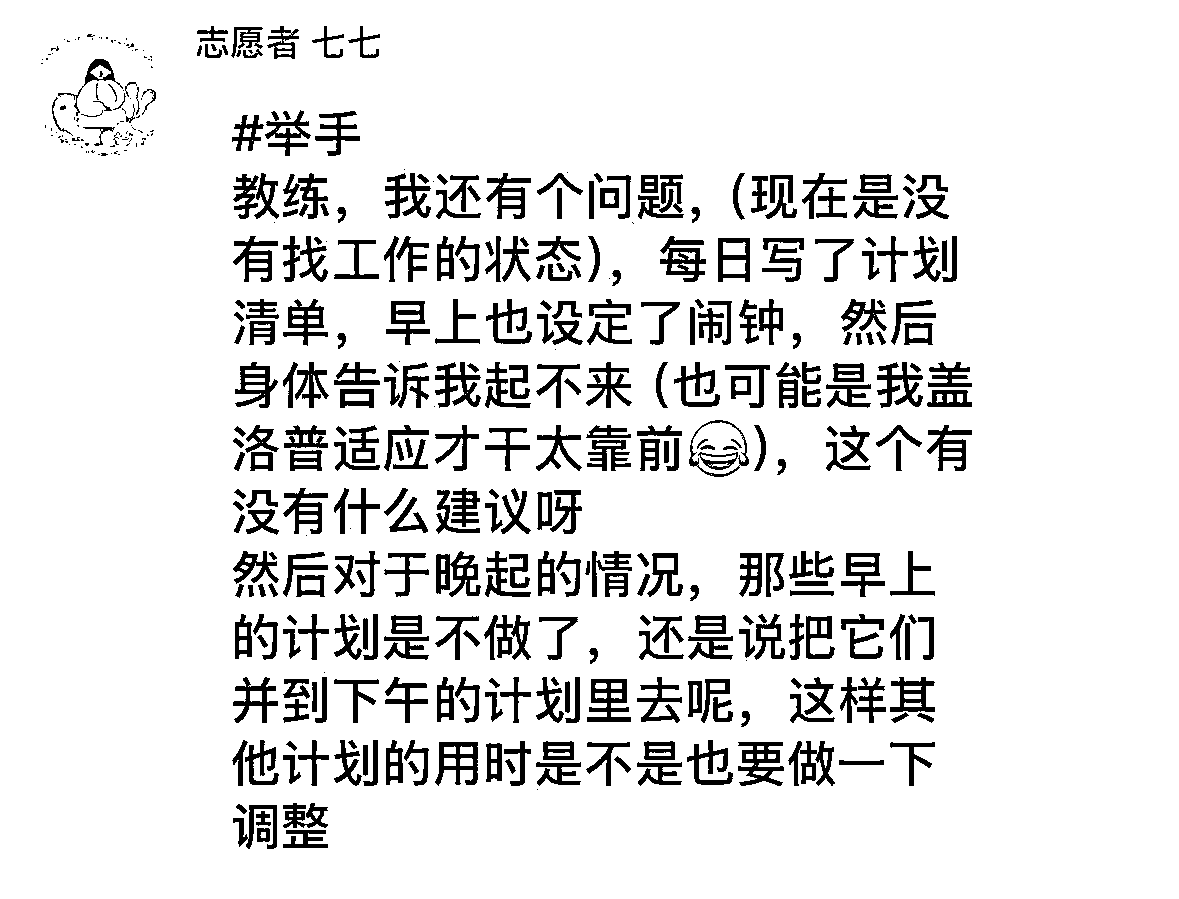 志愿者 七七
#举手
教练，我还有个问题，（现在是没
有找工作的状态），每日写了计划
清单，早上也设定了闹钟，然后
身体告诉我起不来（也可能是我盖
洛普适应才干太靠前😂），这个有
没有什么建议呀
然后对于晚起的情况，那些早上
的计划是不做了，还是说把它们
并到下午的计划里去呢，这样其
他计划的用时是不是也要做一下
调整